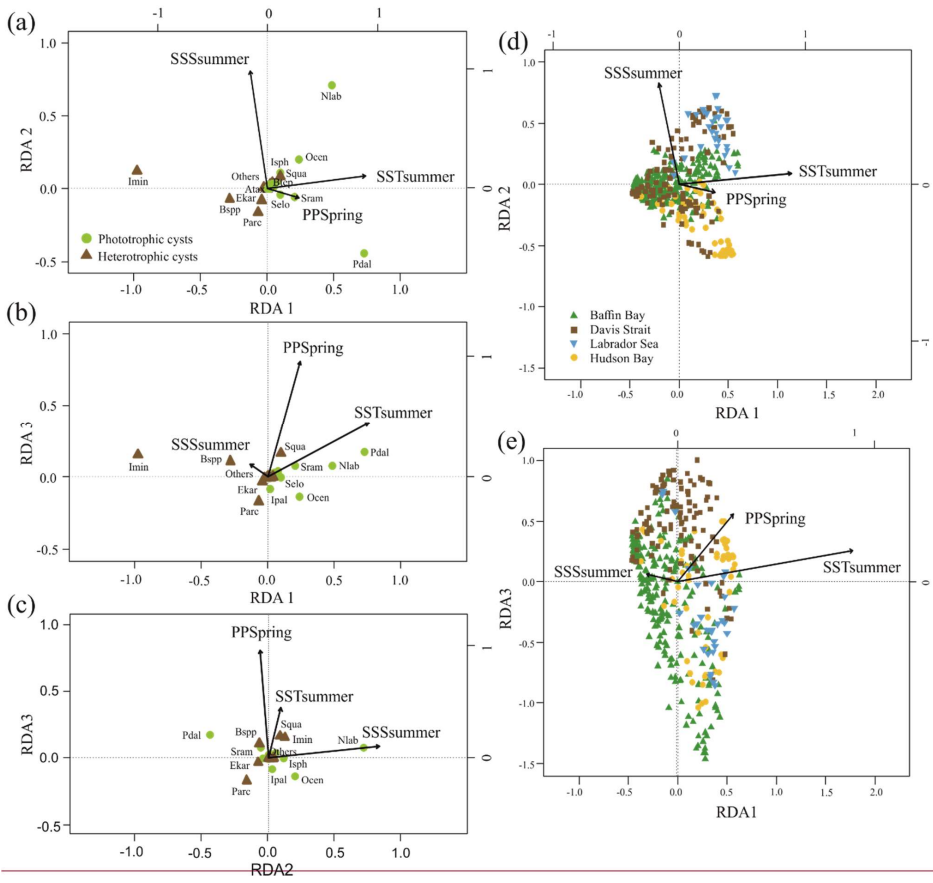 (a)
-1 0 1
1.0
0.5
0.0
-0.5
RDA 2
SSSsummer
Nlab
Isph
Ocen
Others
Squa
Imin
SSTsummer
Ekar
Bspp
Selo
Sram
Parc
PPSpring
Phototrophic cysts
Heterotrophic cysts
Pdal
1
0
-1.0 -0.5 0.0 0.5 1.0
RDA 1
(b)
1.0
0.5
0.0
-0.5
RDA 3
PPSpring
SSTsummer
SSSsummer
Squa
Pdal
Imin
Bspp
Sram
Nlab
Others
Selo
Ekar
Ipal
Ocen
Parc
1
0
-1.0 -0.5 0.0 0.5 1.0
RDA 1
(c)
1.0
0.5
0.0
-0.5
RDA3
PPSpring
SSTsummer
Squa
SSSsummer
Pdal
Bspp
Imin
Nlab
Sram
Others
Ekar
Isph
Ipal
Ocen
Parc
1
0
-1.0 -0.5 0.0 0.5 1.0
RDA2
(d)
-1 0 1
1.0
0.5
0.0
-0.5
-1.0
-1.5
RDA 2
SSSsummer
SSTsummer
PPSpring
Baffin Bay
Davis Strait
Labrador Sea
Hudson Bay
0
-1
-1.0 -0.5 0.0 0.5 1.0 1.5 2.0
RDA 1
(e)
0 1
1.0
0.5
0.0
-0.5
-1.0
-1.5
RDA3
PPSpring
SSSsummer
SSTsummer
0
-1.0 0.0 1.0 2.0
RDA1